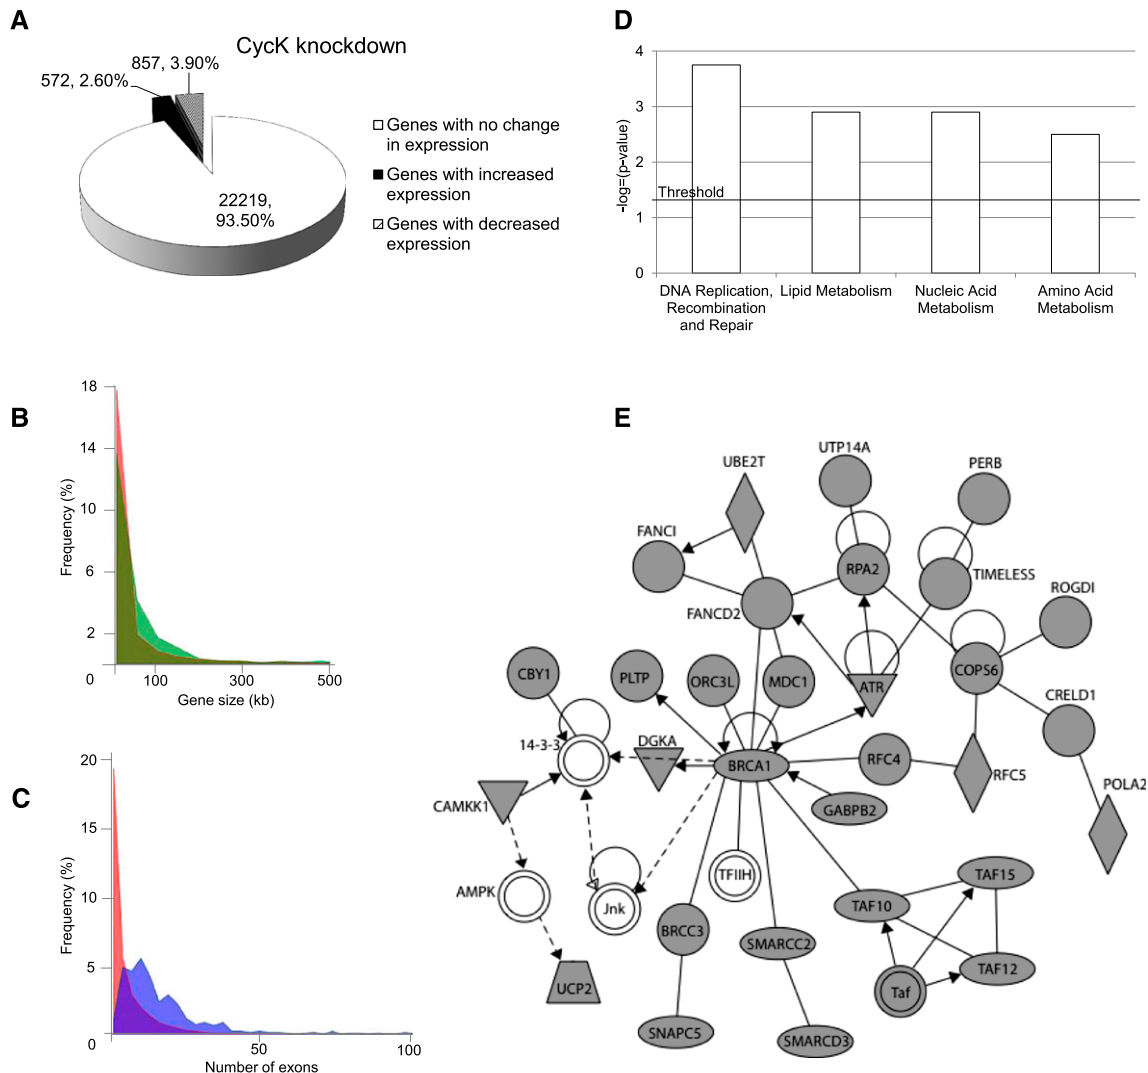 A
CycK knockdown
857, 3.90%
572, 2.60%
22219,
93.50%
Genes with no change
in expression
Genes with increased
expression
Genes with decreased
expression
D
4
3
2
1
0
-log=(p-value)
Threshold
DNA Replication,
Recombination
and Repair
Lipid Metabolism
Nucleic Acid
Metabolism
Amino Acid
Metabolism
B
18
14
10
6
2
0
Frequency (%)
100
300
500
Gene size (kb)
C
20
15
10
5
0
Frequency (%)
50
100
Number of exons
E
UTP14A
UBE2T
PERB
FANCI
RPA2
TIMELESS
FANCD2
ROGDI
CBY1
PLTP
ORC3L
MDC1
ATR
COPS6
CRELD1
14-3-3
DGKA
BRCA1
RFC4
RFC5
CAMKK1
GABPB2
POLA2
AMPK
Jnk
TFIIH
TAF15
TAF10
BRCC3
SMARCC2
TAF12
UCP2
Taf
SNAPC5
SMARCD3